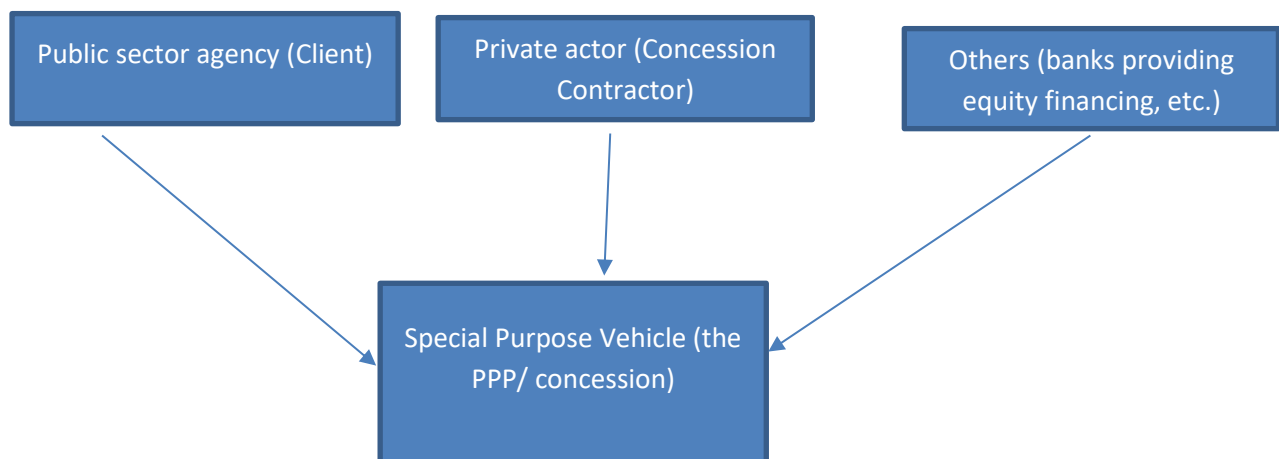 Public sector agency (Client)
Private actor (Concession
Contractor)
Others (banks providing
equity financing, etc.)
Special Purpose Vehicle (the
PPP/ concession)